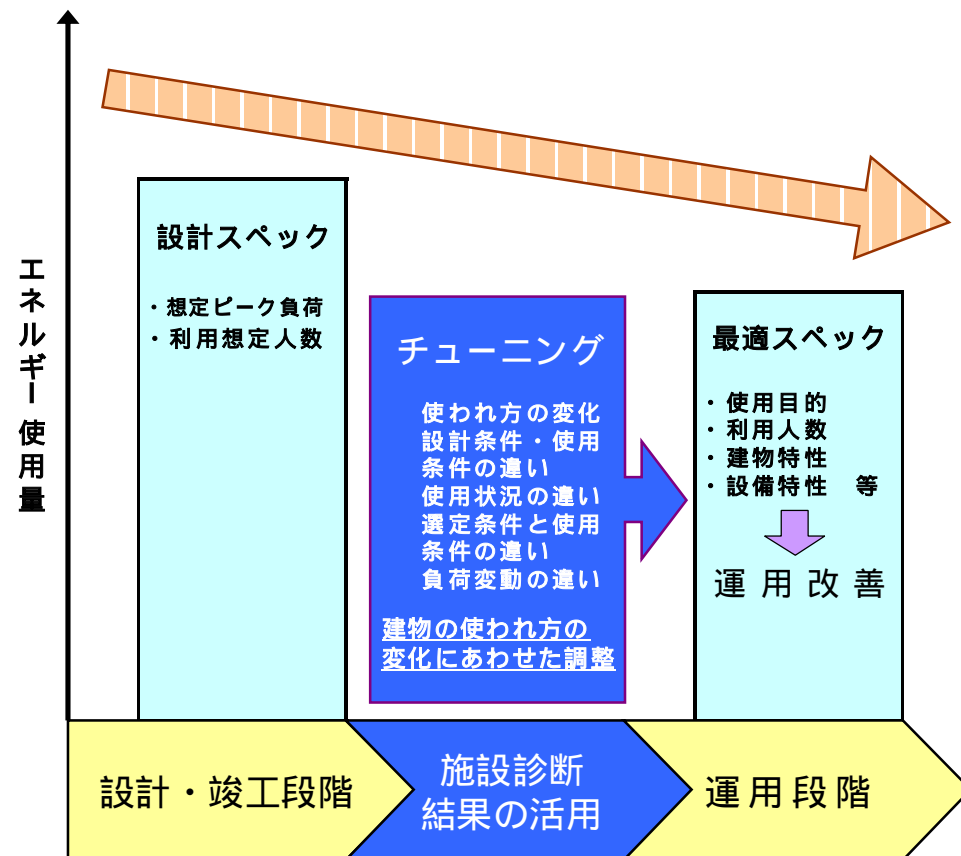 エネルギー使用量
設計スペック
・想定ピーク負荷
・利用想定人数
チューニング
使われ方の変化
設計条件・使用
条件の違い
使用状況の違い
選定条件と使用
条件の違い
負荷変動の違い
建物の使われ方の
変化にあわせた調整
最適スペック
・使用目的
・利用人数
・建物特性
・設備特性　等
運用改善
設計・竣工段階
施設診断
結果の活用
運用段階